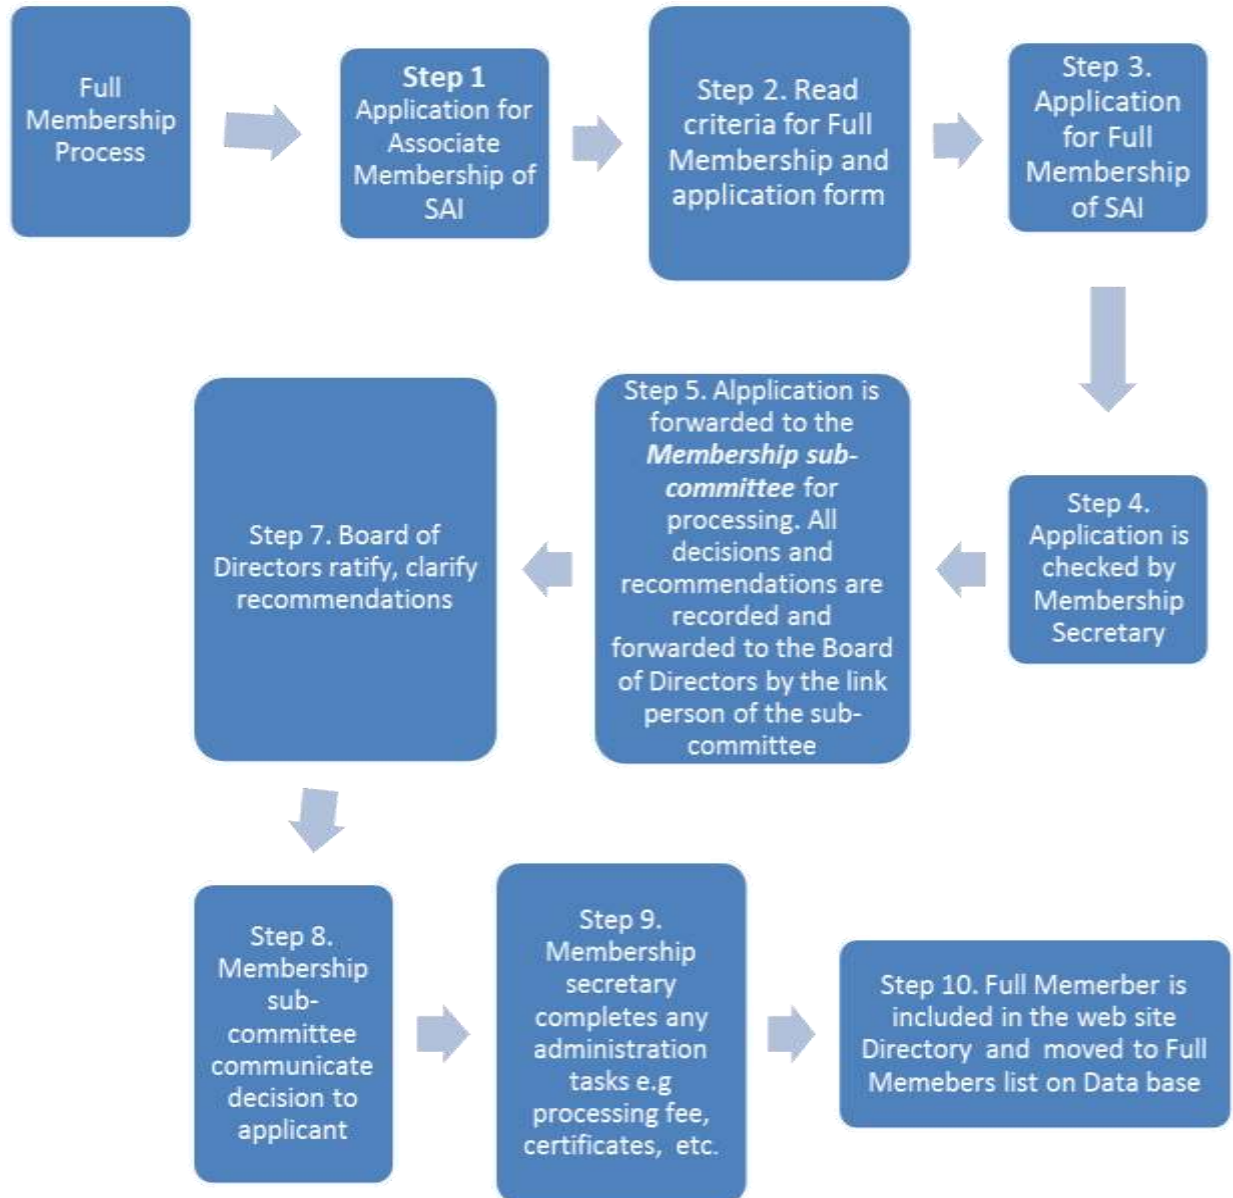 Full
Membership
Process
Step 1
Application for
Associate
Membership of
SAI
Step 2. Read
criteria for Full
Membership and
application form
Step 3.
Application
for Full
Membership
of SAI
Step 4.
Application is
checked by
Membership
Secretary
Step 5. Alpplication is
forwarded to the
Membership sub-
committee for
processing. All
decisions and
recommendations are
recorded and
forwarded to the Board
of Directors by the link
person of the sub-
committee
Step 7. Board of
Directors ratify, clarify
recommendations
Step 8.
Membership
sub-
committee
communicate
decision to
applicant
Step 9.
Membership
secretary
completes any
administration
tasks e.g
processing fee,
certificates, etc.
Step 10. Full Memerber is
included in the web site
Directory and moved to Full
Memebers list on Data base